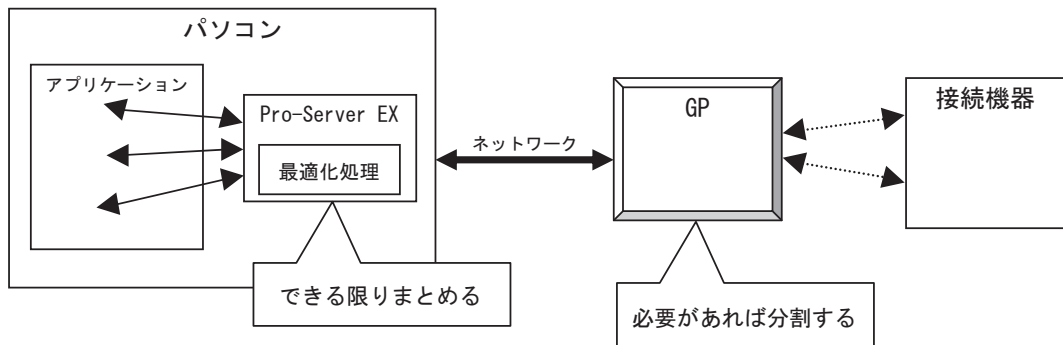 パソコン
アプリケーション
Pro-Server EX
最適化処理
できる限りまとめる
ネットワーク
GP
必要があれば分割する
接続機器